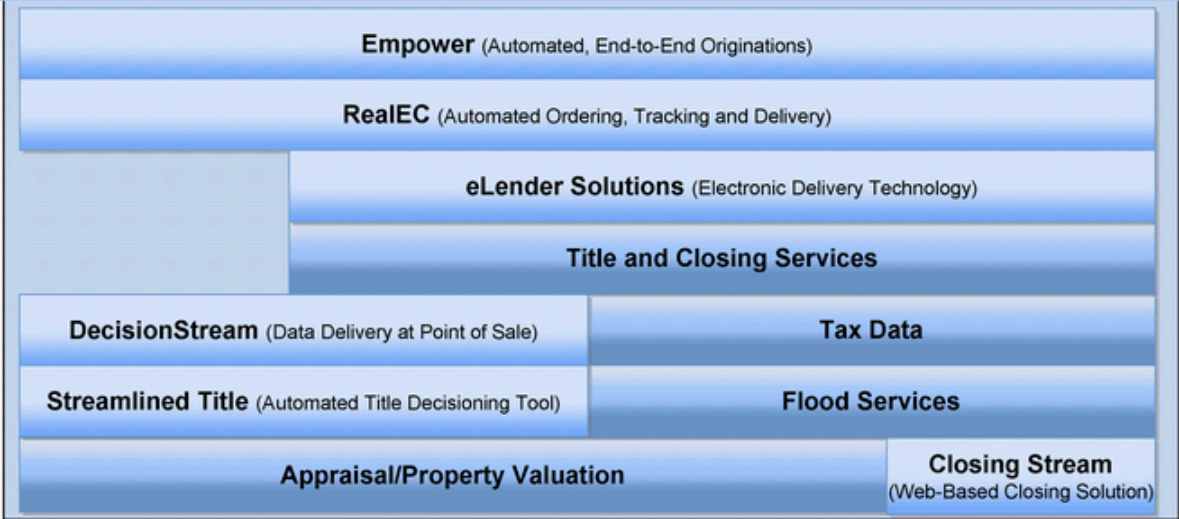 Empower (Automated, End-to-End Originations)
RealEC (Automated Ordering, Tracking and Delivery)
eLender Solutions (Electronic Delivery Technology)
Title and Closing Services
DecisionStream (Data Delivery at Point of Sale)
Tax Data
Streamlined Title (Automated Title Decisioning Tool)
Flood Services
Appraisal/Property Valuation
Closing Stream
(Web-Based Closing Solution)